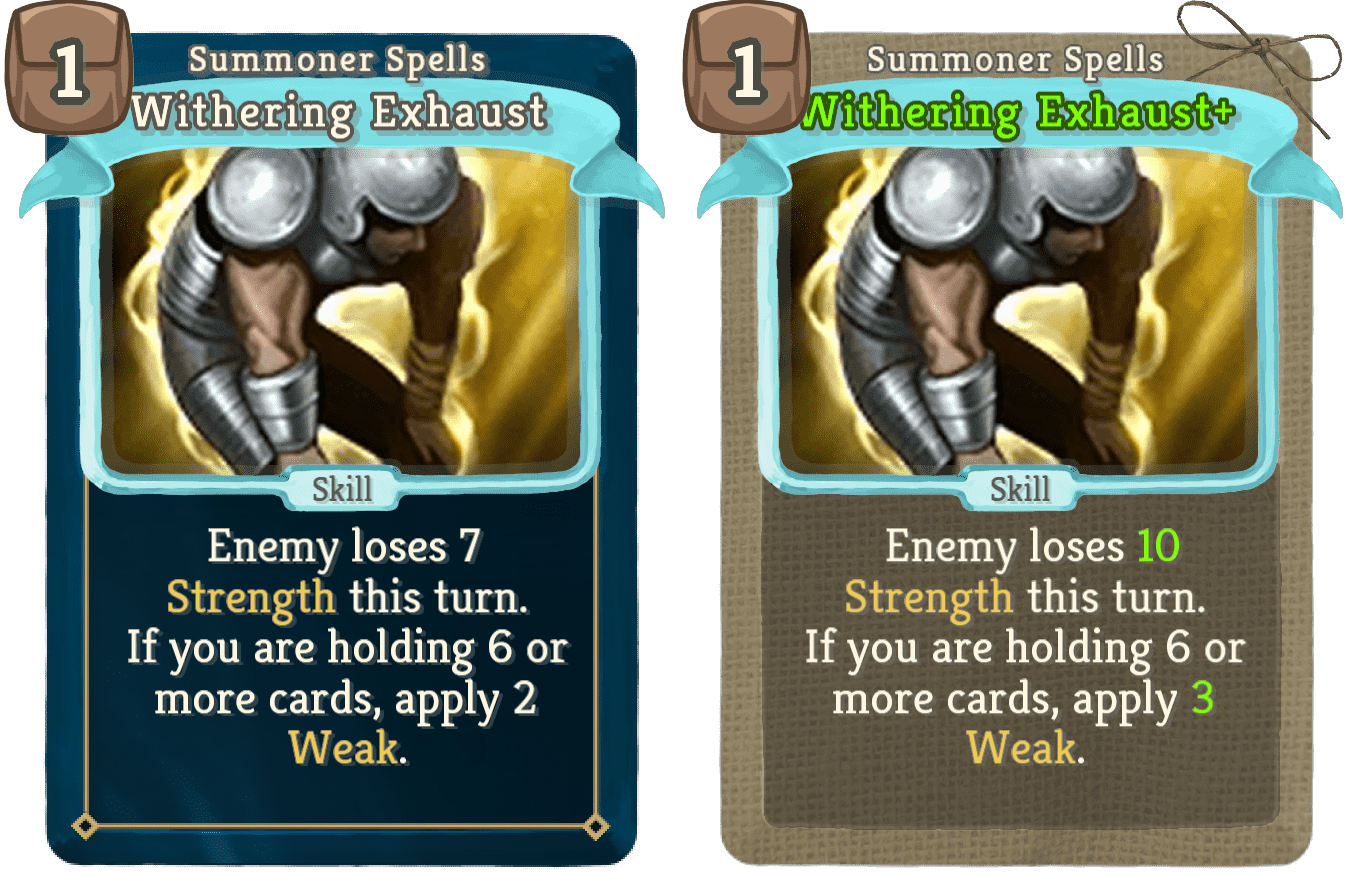 1
Summoner Spells
Withering Exhaust
Skill
Enemy loses 7
Strength this turn.
If you are holding 6 or
more cards, apply 2
Weak.
1
Summoner Spells
Withering Exhaust+
Skill
Enemy loses 10
Strength this turn.
If you are holding 6 or
more cards, apply 3
Weak.